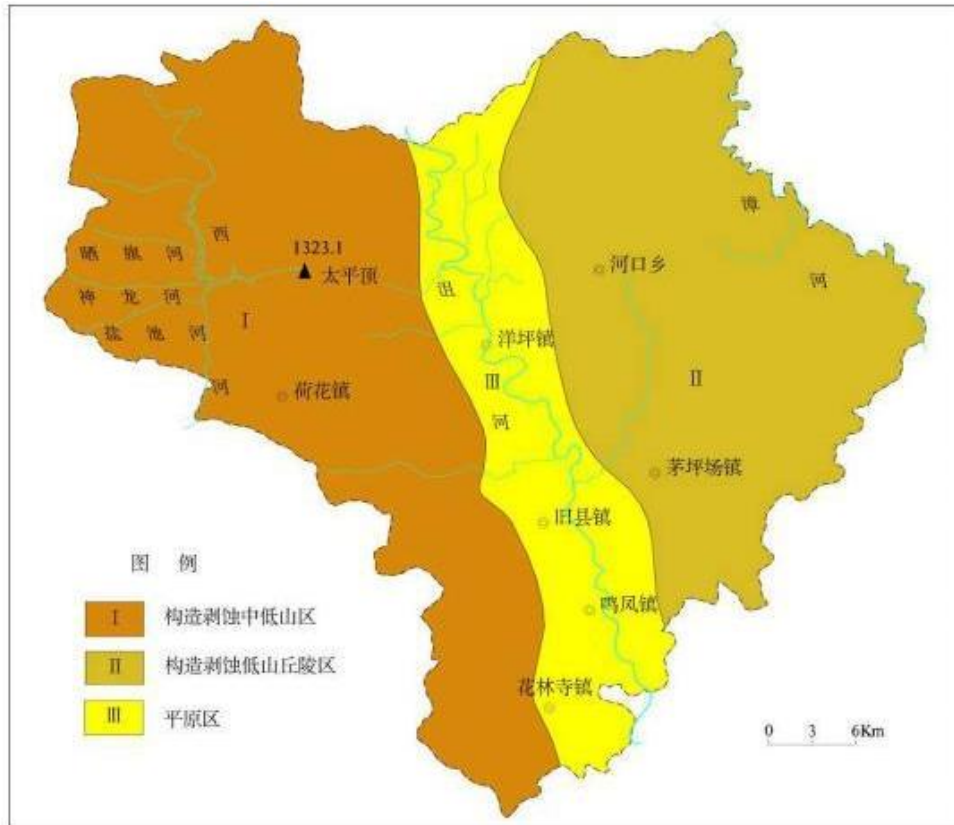 漳
西
晒旗河
1323.1
太平顶
河口乡
河
神龙河
沮
盐池河
Ⅰ
洋坪镇
Ⅲ
Ⅱ
河
荷花镇
河
茅坪场镇
旧县镇
图 例
鸣凤镇
Ⅰ 构造剥蚀中低山区
Ⅱ 构造剥蚀低山丘陵区
花林寺镇
Ⅲ 平原区
0 3 6Km